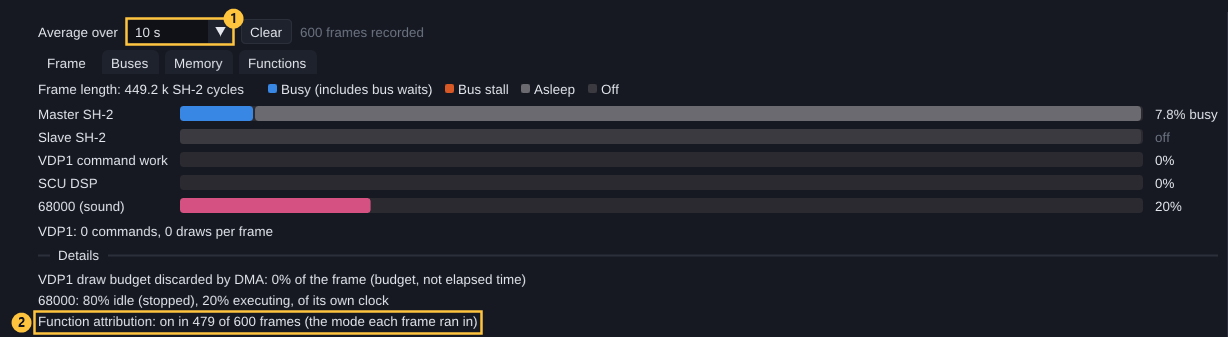 1
Average over 10 s ▼ Clear 600 frames recorded
Frame Buses Memory Functions
Frame length: 449.2 k SH-2 cycles Busy (includes bus waits) Bus stall Asleep Off
Master SH-2 7.8% busy
Slave SH-2 off
VDP1 command work 0%
SCU DSP 0%
68000 (sound) 20%
VDP1: 0 commands, 0 draws per frame
Details
VDP1 draw budget discarded by DMA: 0% of the frame (budget, not elapsed time)
68000: 80% idle (stopped), 20% executing, of its own clock
2 Function attribution: on in 479 of 600 frames (the mode each frame ran in)